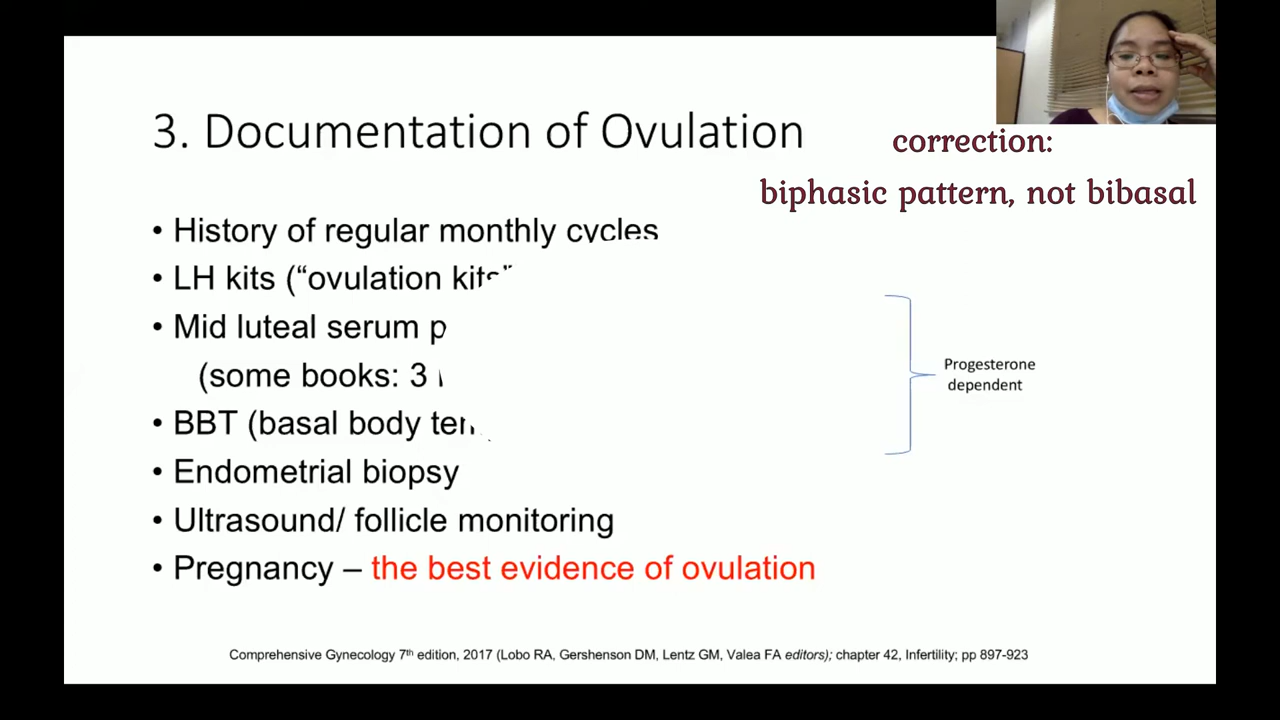 correction:
biphasic pattern, not bibasal
3. Documentation of Ovulation
• History of regular monthly cycles
• LH kits (“ovulation kits”
• Mid luteal serum
(some books: 3
• BBT (basal body
• Endometrial biopsy
• Ultrasound/ follicle monitoring
• Pregnancy – the best evidence of ovulation
Progesterone
dependent
Comprehensive Gynecology 7th edition, 2017 (Lobo RA, Gershenson DM, Lentz GM, Valea FA editors); chapter 42, Infertility; pp 897-923